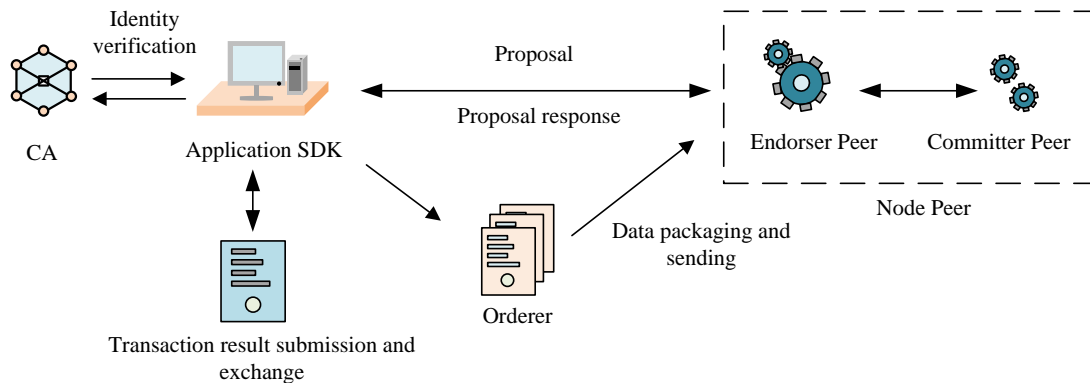 Identity
verification
Proposal
Proposal response
CA
Application SDK
Endorser Peer
Committer Peer
Node Peer
Data packaging and
sending
Orderer
Transaction result submission and
exchange